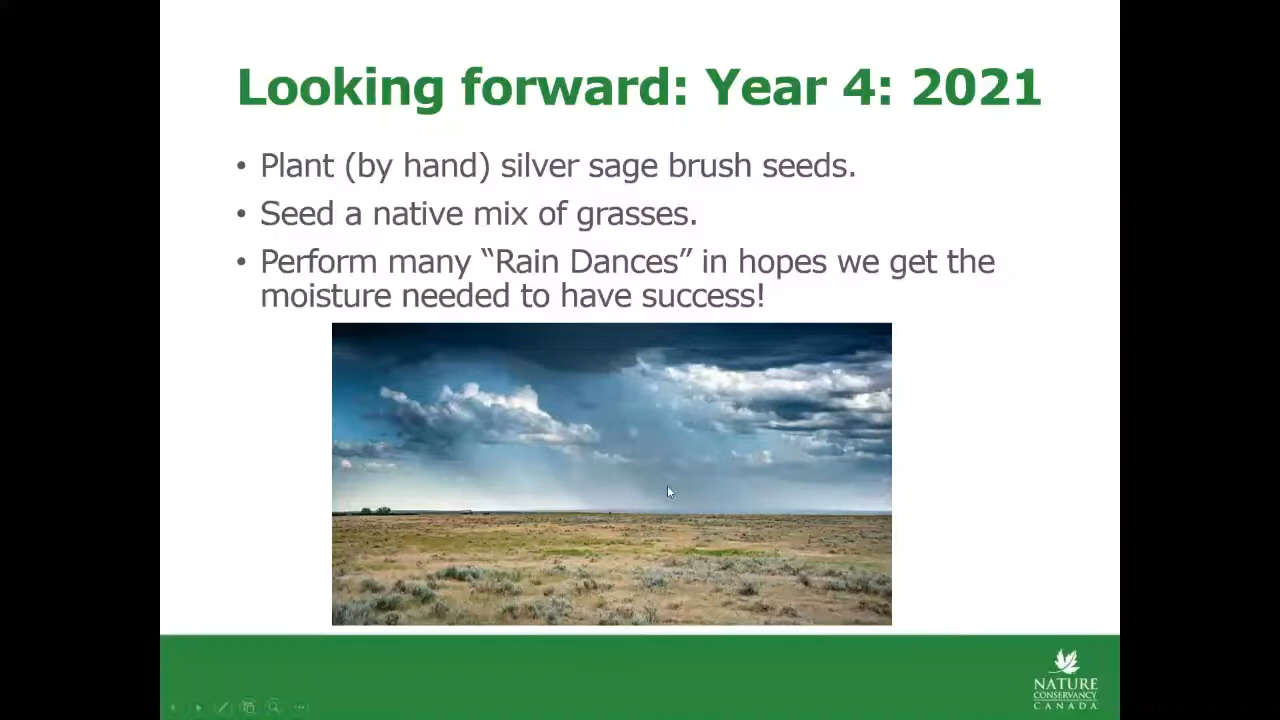 Looking forward: Year 4: 2021
• Plant (by hand) silver sage brush seeds.
• Seed a native mix of grasses.
• Perform many “Rain Dances” in hopes we get the
moisture needed to have success!
NATURE
CONSERVANCY
CANADA